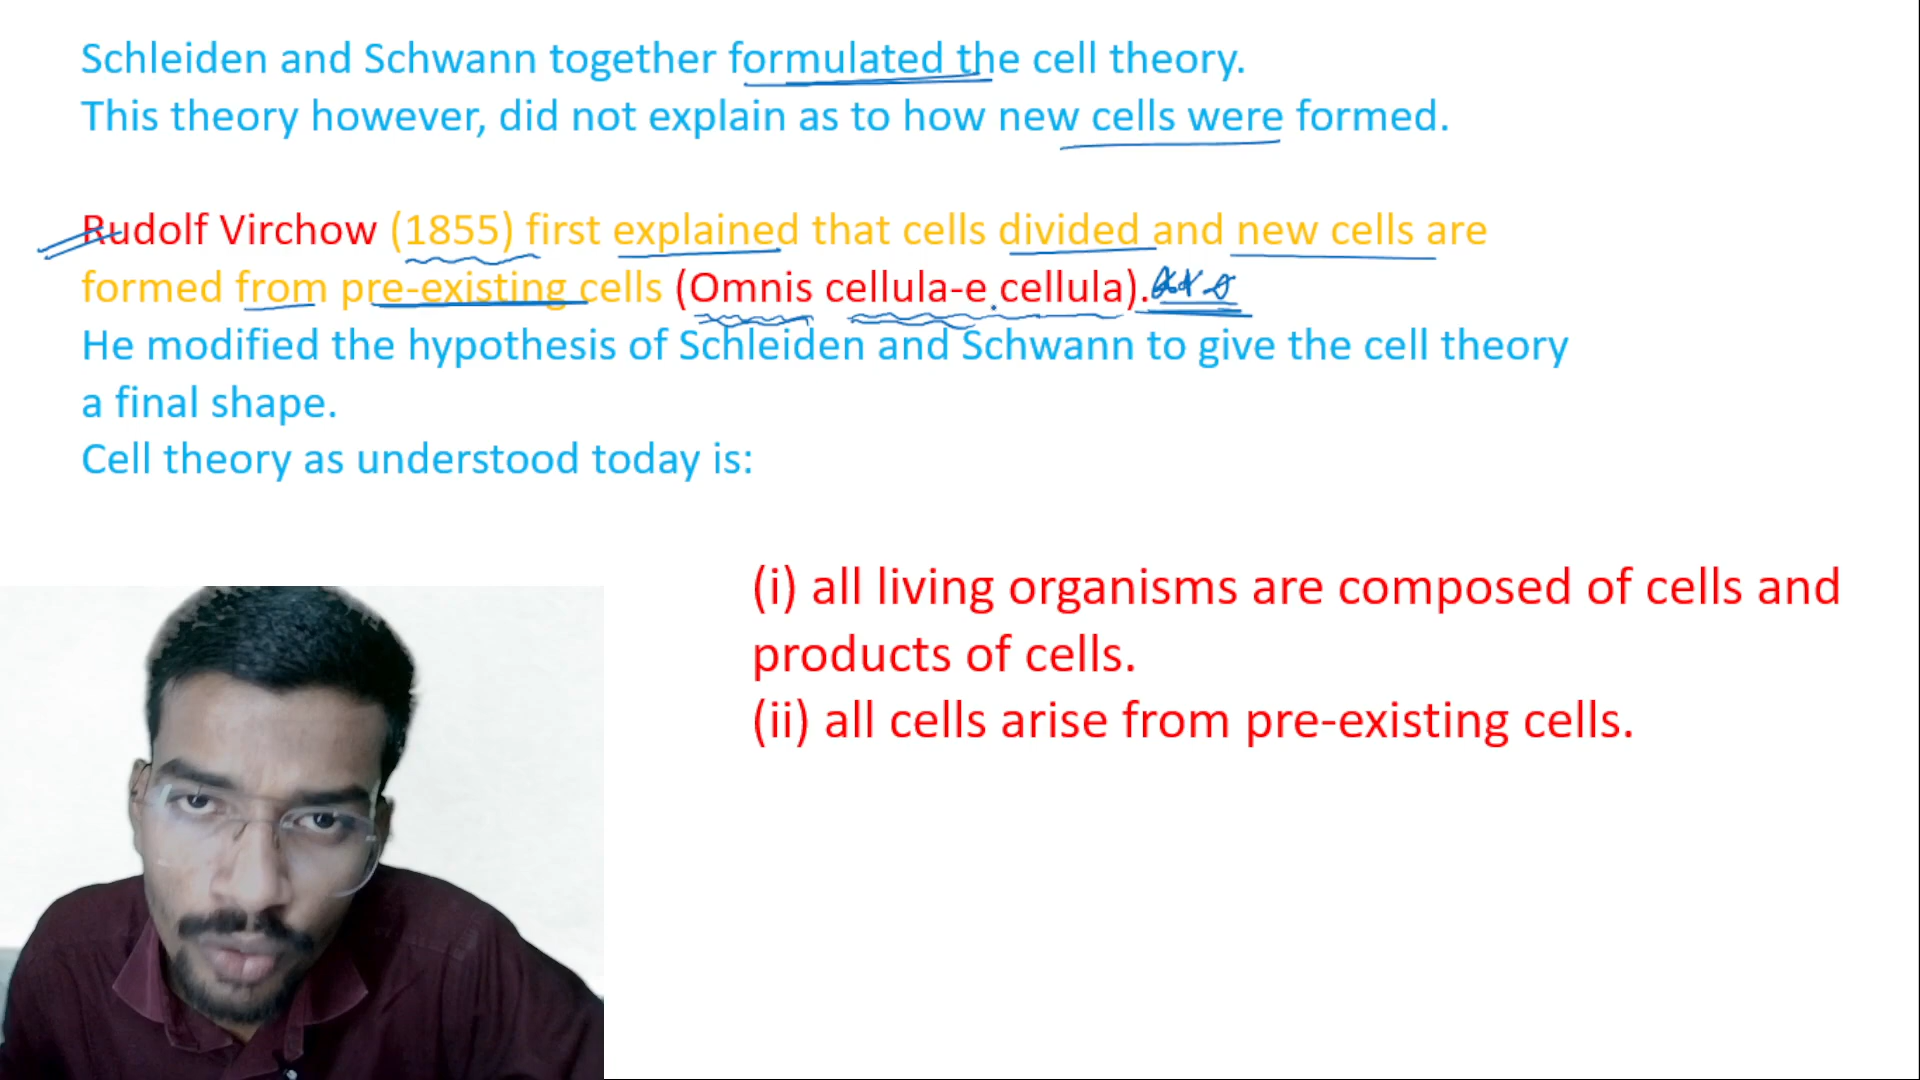 Schleiden and Schwann together formulated the cell theory.
This theory however, did not explain as to how new cells were formed.
Rudolf Virchow (1855) first explained that cells divided and new cells are
formed from pre-existing cells (Omnis cellula-e cellula).
He modified the hypothesis of Schleiden and Schwann to give the cell theory
a final shape.
Cell theory as understood today is:
(i) all living organisms are composed of cells and
products of cells.
(ii) all cells arise from pre-existing cells.